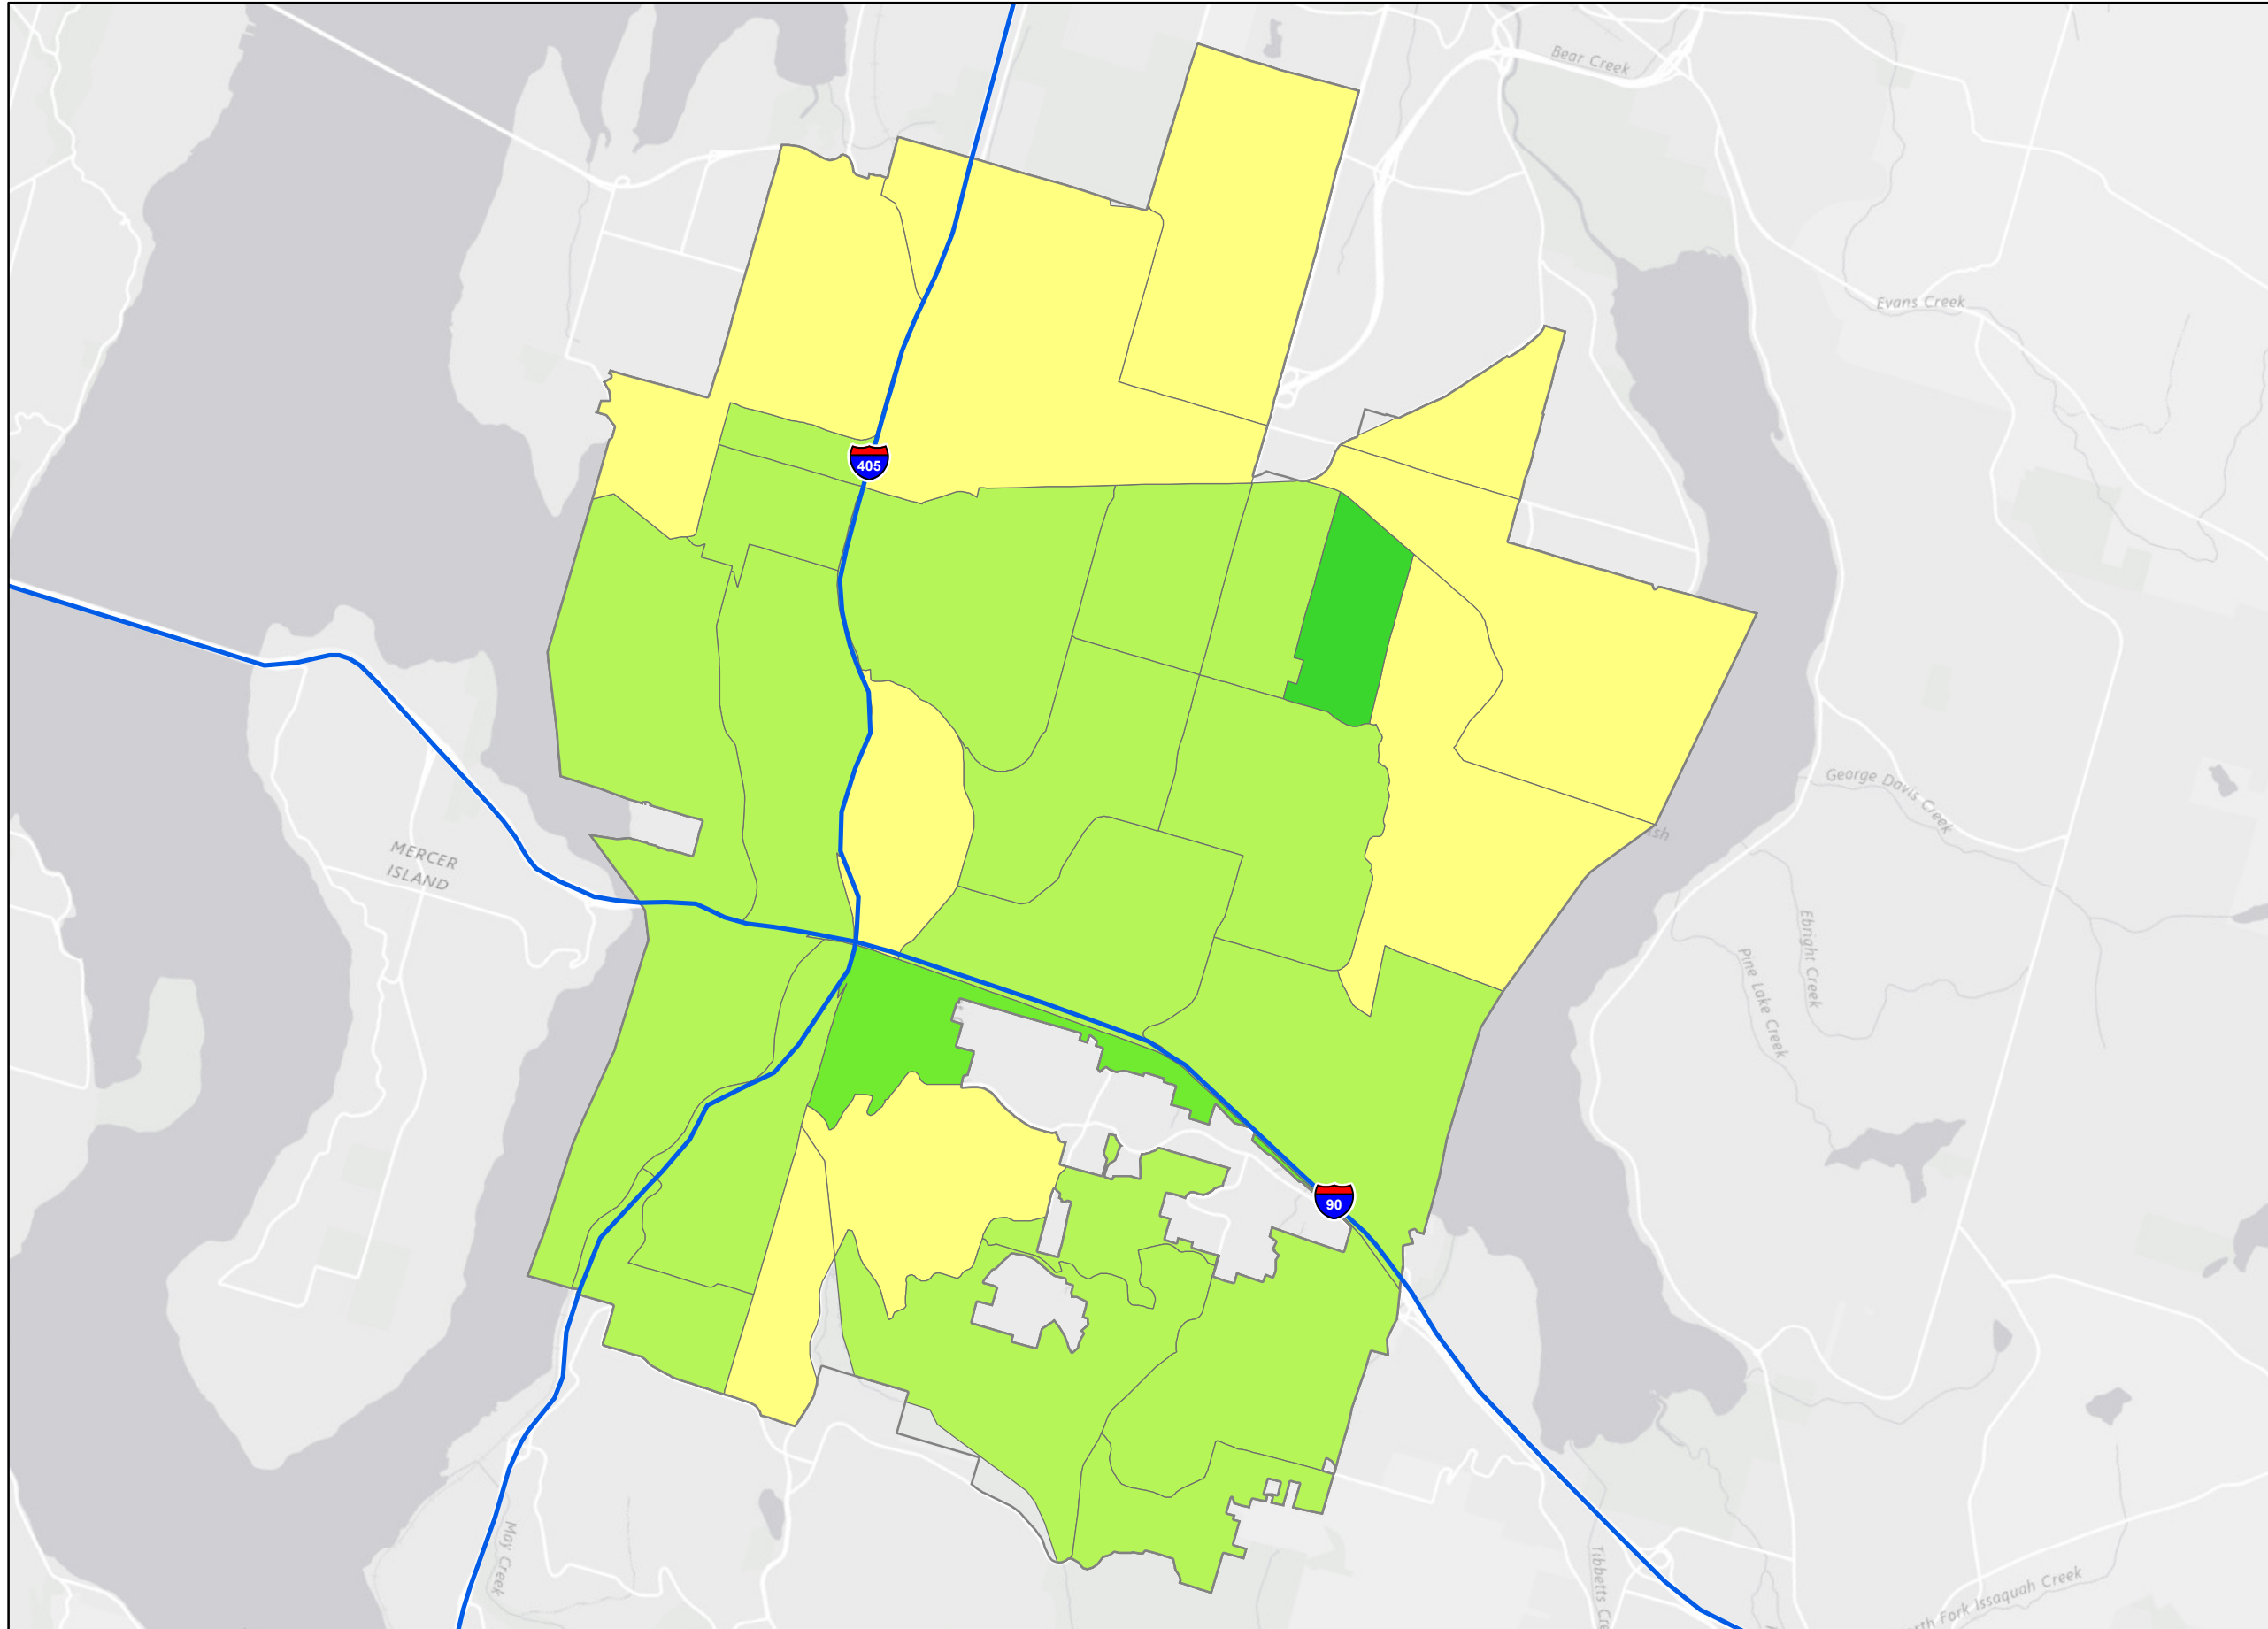 Bear Creek
Evans Creek
405
George Davis Creek
MERCER
ISLAND
Ebright Creek
Pine Lake Creek
90
May Creek
Tibbetts
Fork Issaquah Creek